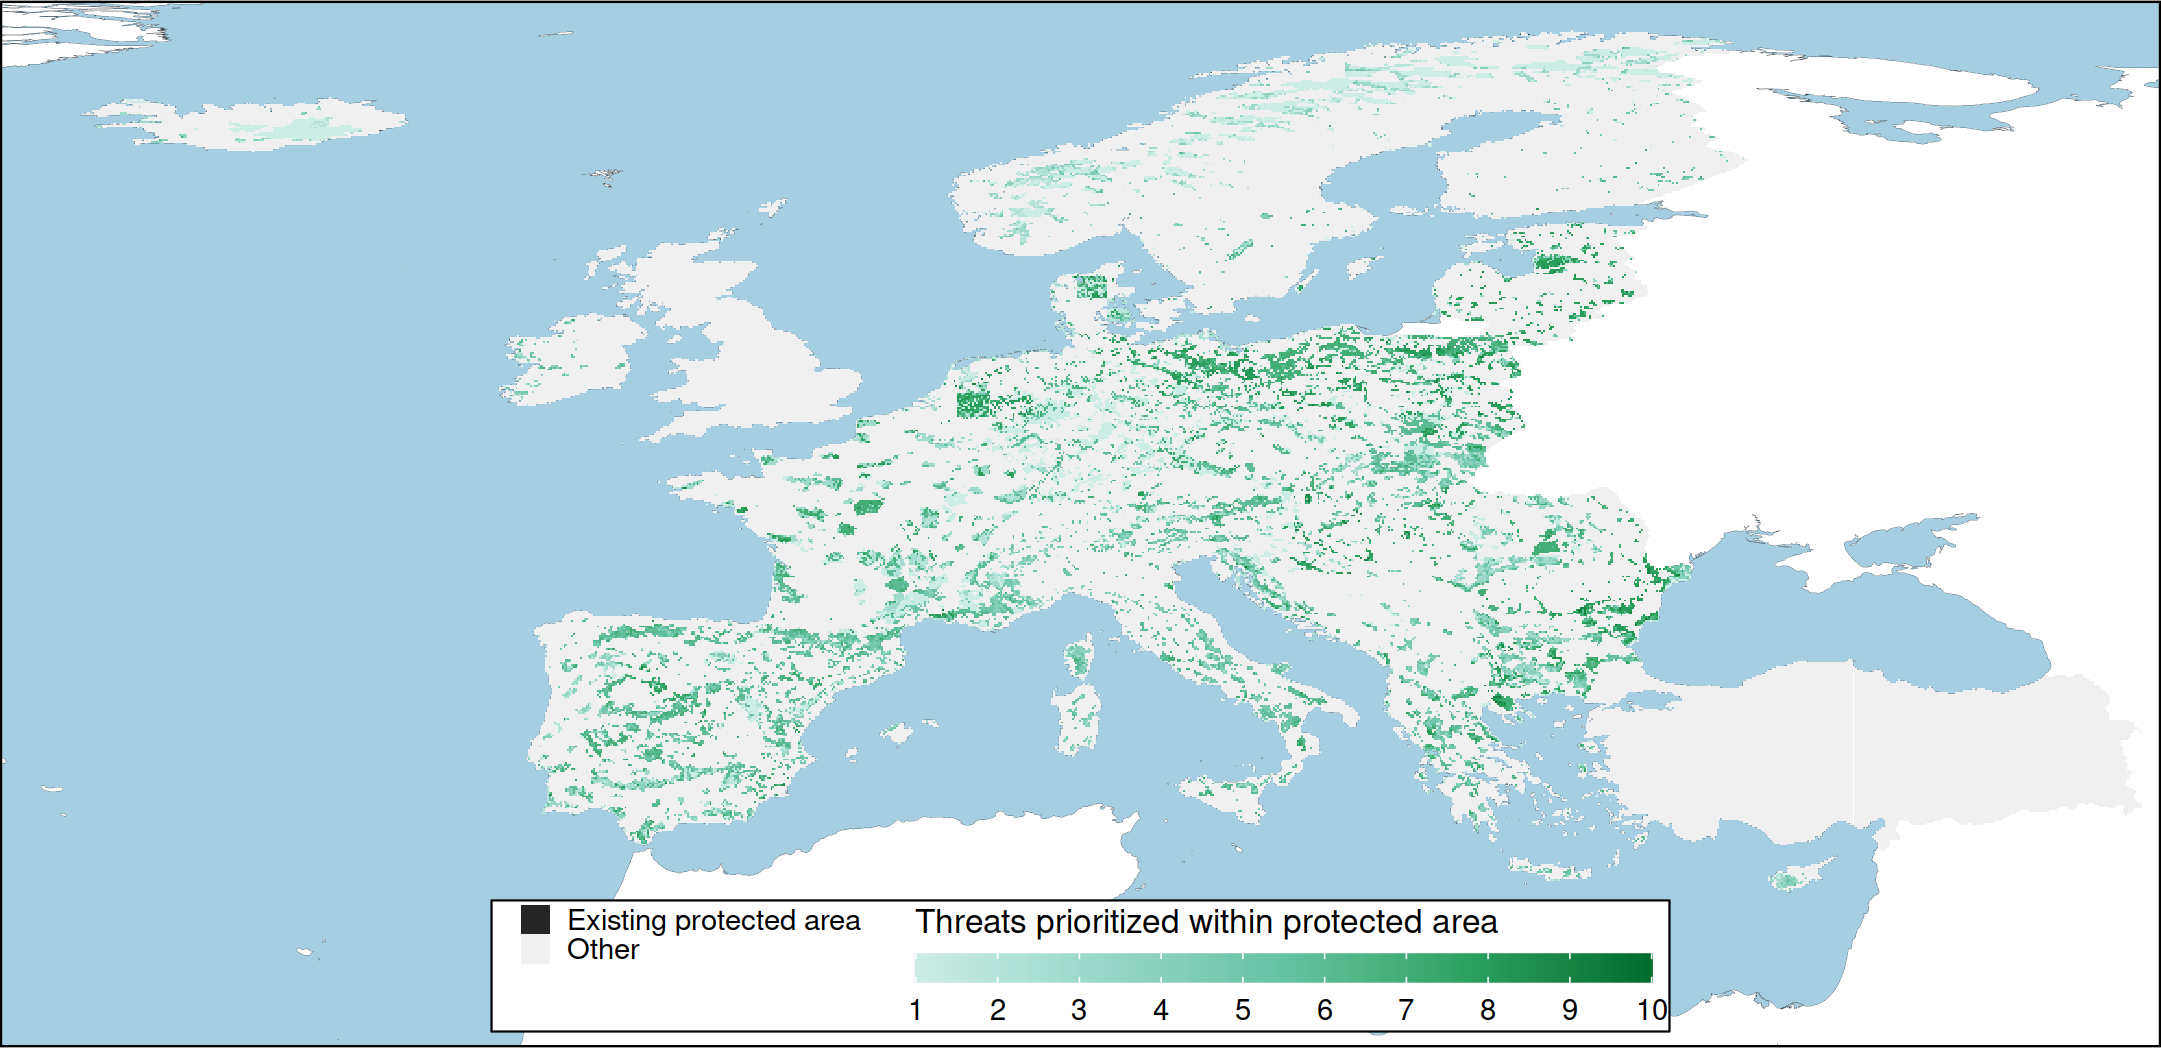 Existing protected area
Other
Threats prioritized within protected area
1 2 3 4 5 6 7 8 9 10